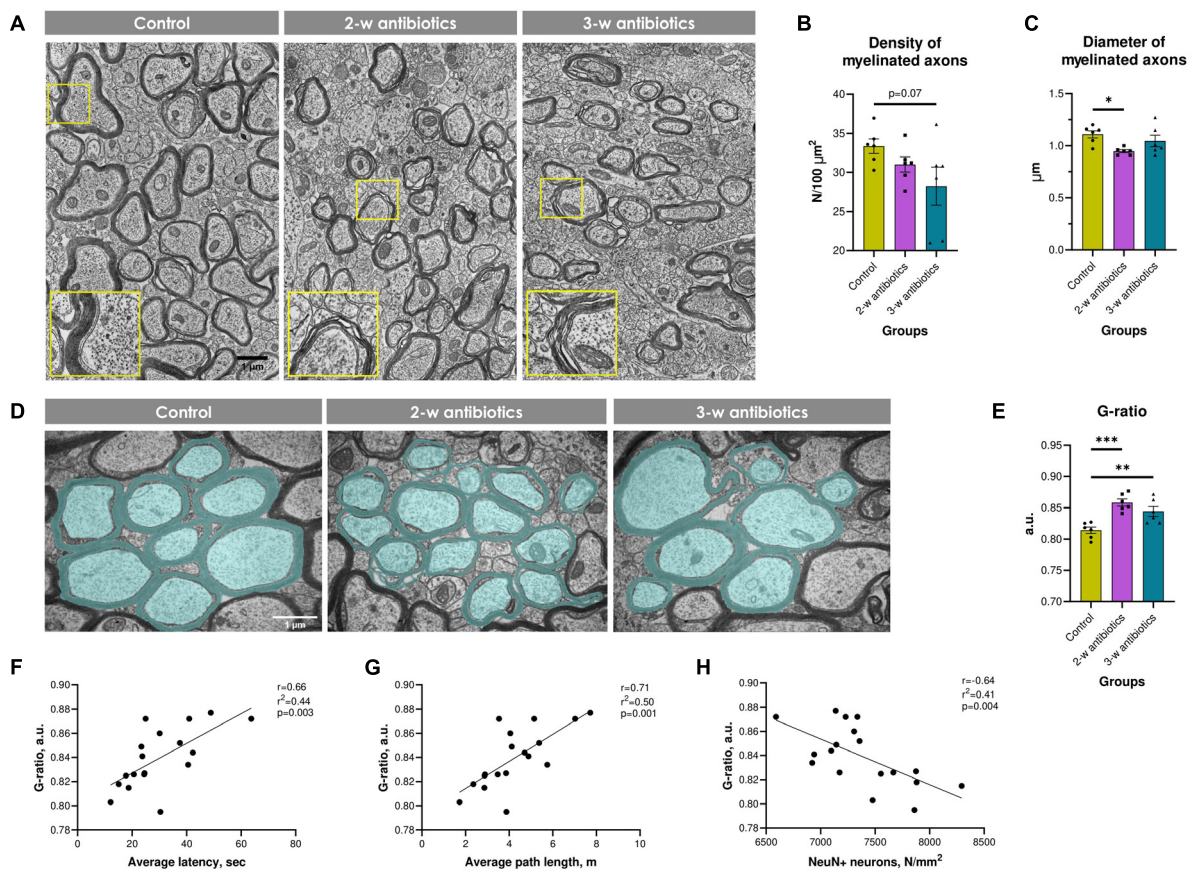 A
Control
2-w antibiotics
3-w antibiotics
1 μm
B
Density of
myelinated axons
p=0.07
N/100 μm²
40
35
30
25
20
Control
2-w antibiotics
3-w antibiotics
Groups
C
Diameter of
myelinated axons
*
μm
1.5
1.0
0.5
0.0
Control
2-w antibiotics
3-w antibiotics
Groups
D
Control
2-w antibiotics
3-w antibiotics
1 μm
E
G-ratio
***
**
a.u.
0.95
0.90
0.85
0.80
0.70
Control
2-w antibiotics
3-w antibiotics
Groups
F
r=0.66
r²=0.44
p=0.003
G-ratio, a.u.
0.90
0.88
0.86
0.84
0.82
0.80
0.78
0 20 40 60 80
Average latency, sec
G
r=0.71
r²=0.50
p=0.001
G-ratio, a.u.
0.90
0.88
0.86
0.84
0.82
0.80
0.78
0 2 4 6 8 10
Average path length, m
H
r=-0.64
r²=0.41
p=0.004
G-ratio, a.u.
0.90
0.88
0.86
0.84
0.82
0.80
0.78
6500 7000 7500 8000 8500
NeuN+ neurons, N/mm²